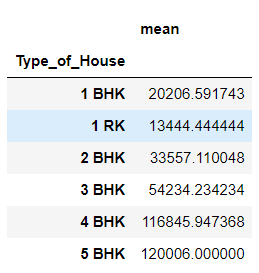 mean
Type_of_House
1 BHK 20206.591743
1 RK 13444.444444
2 BHK 33557.110048
3 BHK 54234.234234
4 BHK 116845.947368
5 BHK 120006.000000